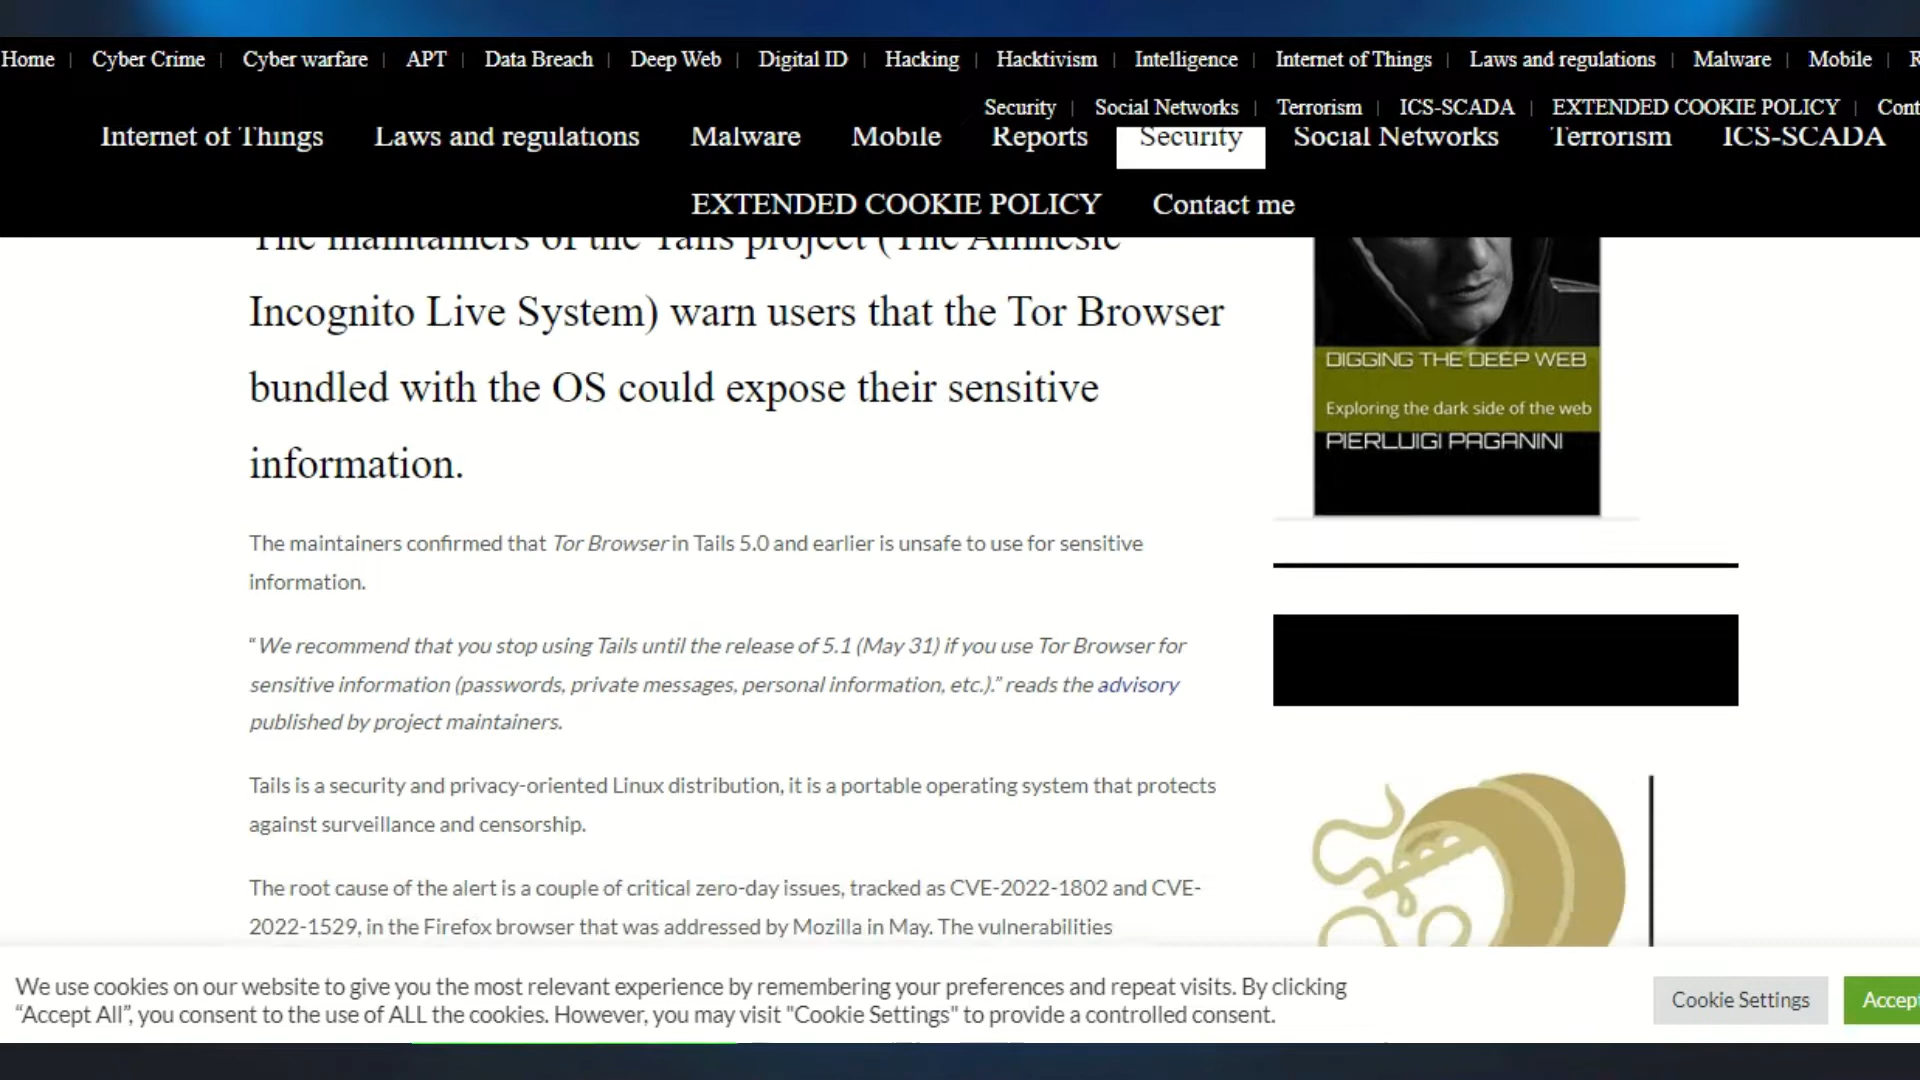 Home | Cyber Crime | Cyber warfare | APT | Data Breach | Deep Web | Digital ID | Hacking | Hacktivism | Intelligence | Internet of Things | Laws and regulations | Malware | Mobile |
Security | Social Networks | Terrorism | ICS-SCADA | EXTENDED COOKIE POLICY | Cont
Internet of Things Laws and regulations Malware Mobile Reports Security Social Networks Terrorism ICS-SCADA
EXTENDED COOKIE POLICY Contact me
The maintainers of the Tails project (The Amnesic
Incognito Live System) warn users that the Tor Browser
bundled with the OS could expose their sensitive
information.
The maintainers confirmed that Tor Browser in Tails 5.0 and earlier is unsafe to use for sensitive
information.
“We recommend that you stop using Tails until the release of 5.1 (May 31) if you use Tor Browser for
sensitive information (passwords, private messages, personal information, etc.).” reads the advisory
published by project maintainers.
Tails is a security and privacy-oriented Linux distribution, it is a portable operating system that protects
against surveillance and censorship.
The root cause of the alert is a couple of critical zero-day issues, tracked as CVE-2022-1802 and CVE-
2022-1529, in the Firefox browser that was addressed by Mozilla in May. The vulnerabilities
DIGGING THE DEEP WEB
Exploring the dark side of the web
PIERLUIGI PAGANINI
We use cookies on our website to give you the most relevant experience by remembering your preferences and repeat visits. By clicking
“Accept All”, you consent to the use of ALL the cookies. However, you may visit "Cookie Settings" to provide a controlled consent.
Cookie Settings
Accept